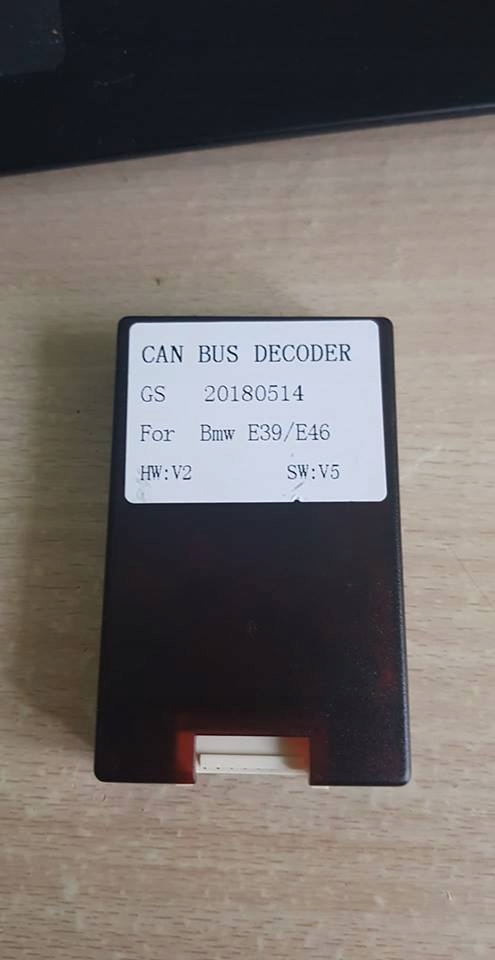 CAN BUS DECODER
GS 20180514
For Bmw E39/E46
HW:V2 SW:V5